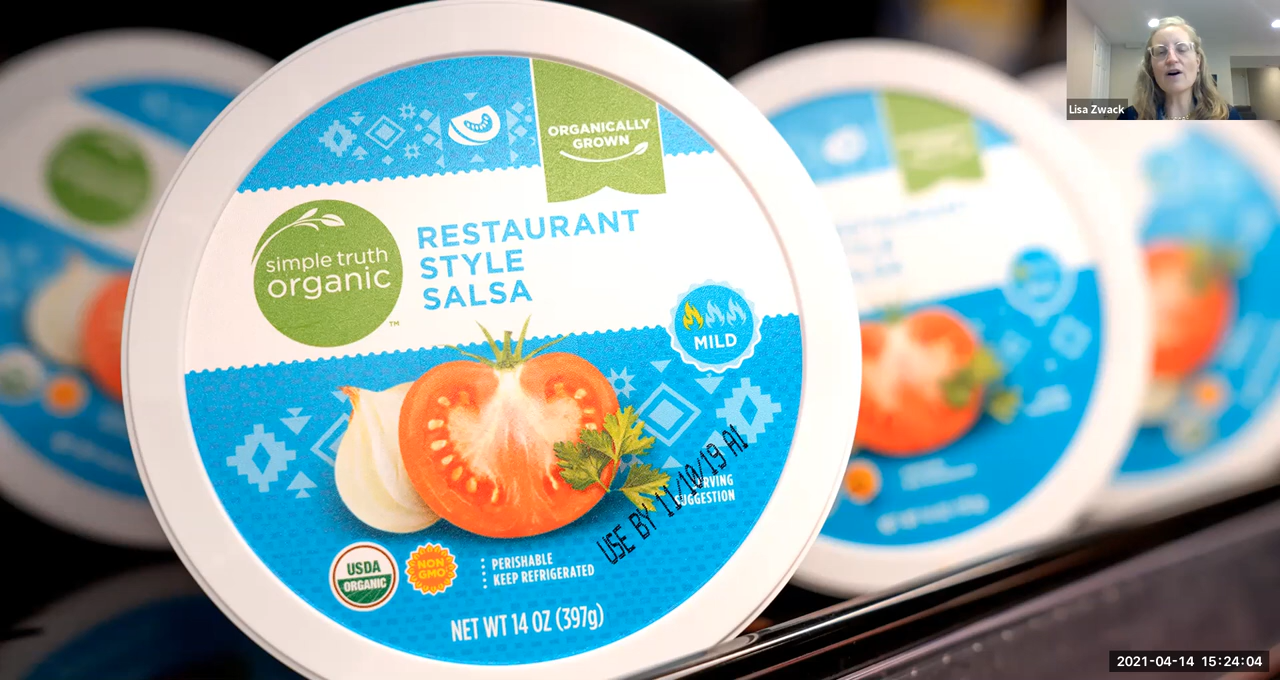 Lisa Zwack
ORGANICALLY
GROWN
simple truth
organic
™
RESTAURANT
STYLE
SALSA
MILD
USE BY 11/10/19 A1
SUGGESTION
USDA
ORGANIC
NON
GMO
PERISHABLE
KEEP REFRIGERATED
NET WT 14 OZ (397g)
2021-04-14 15:24:04